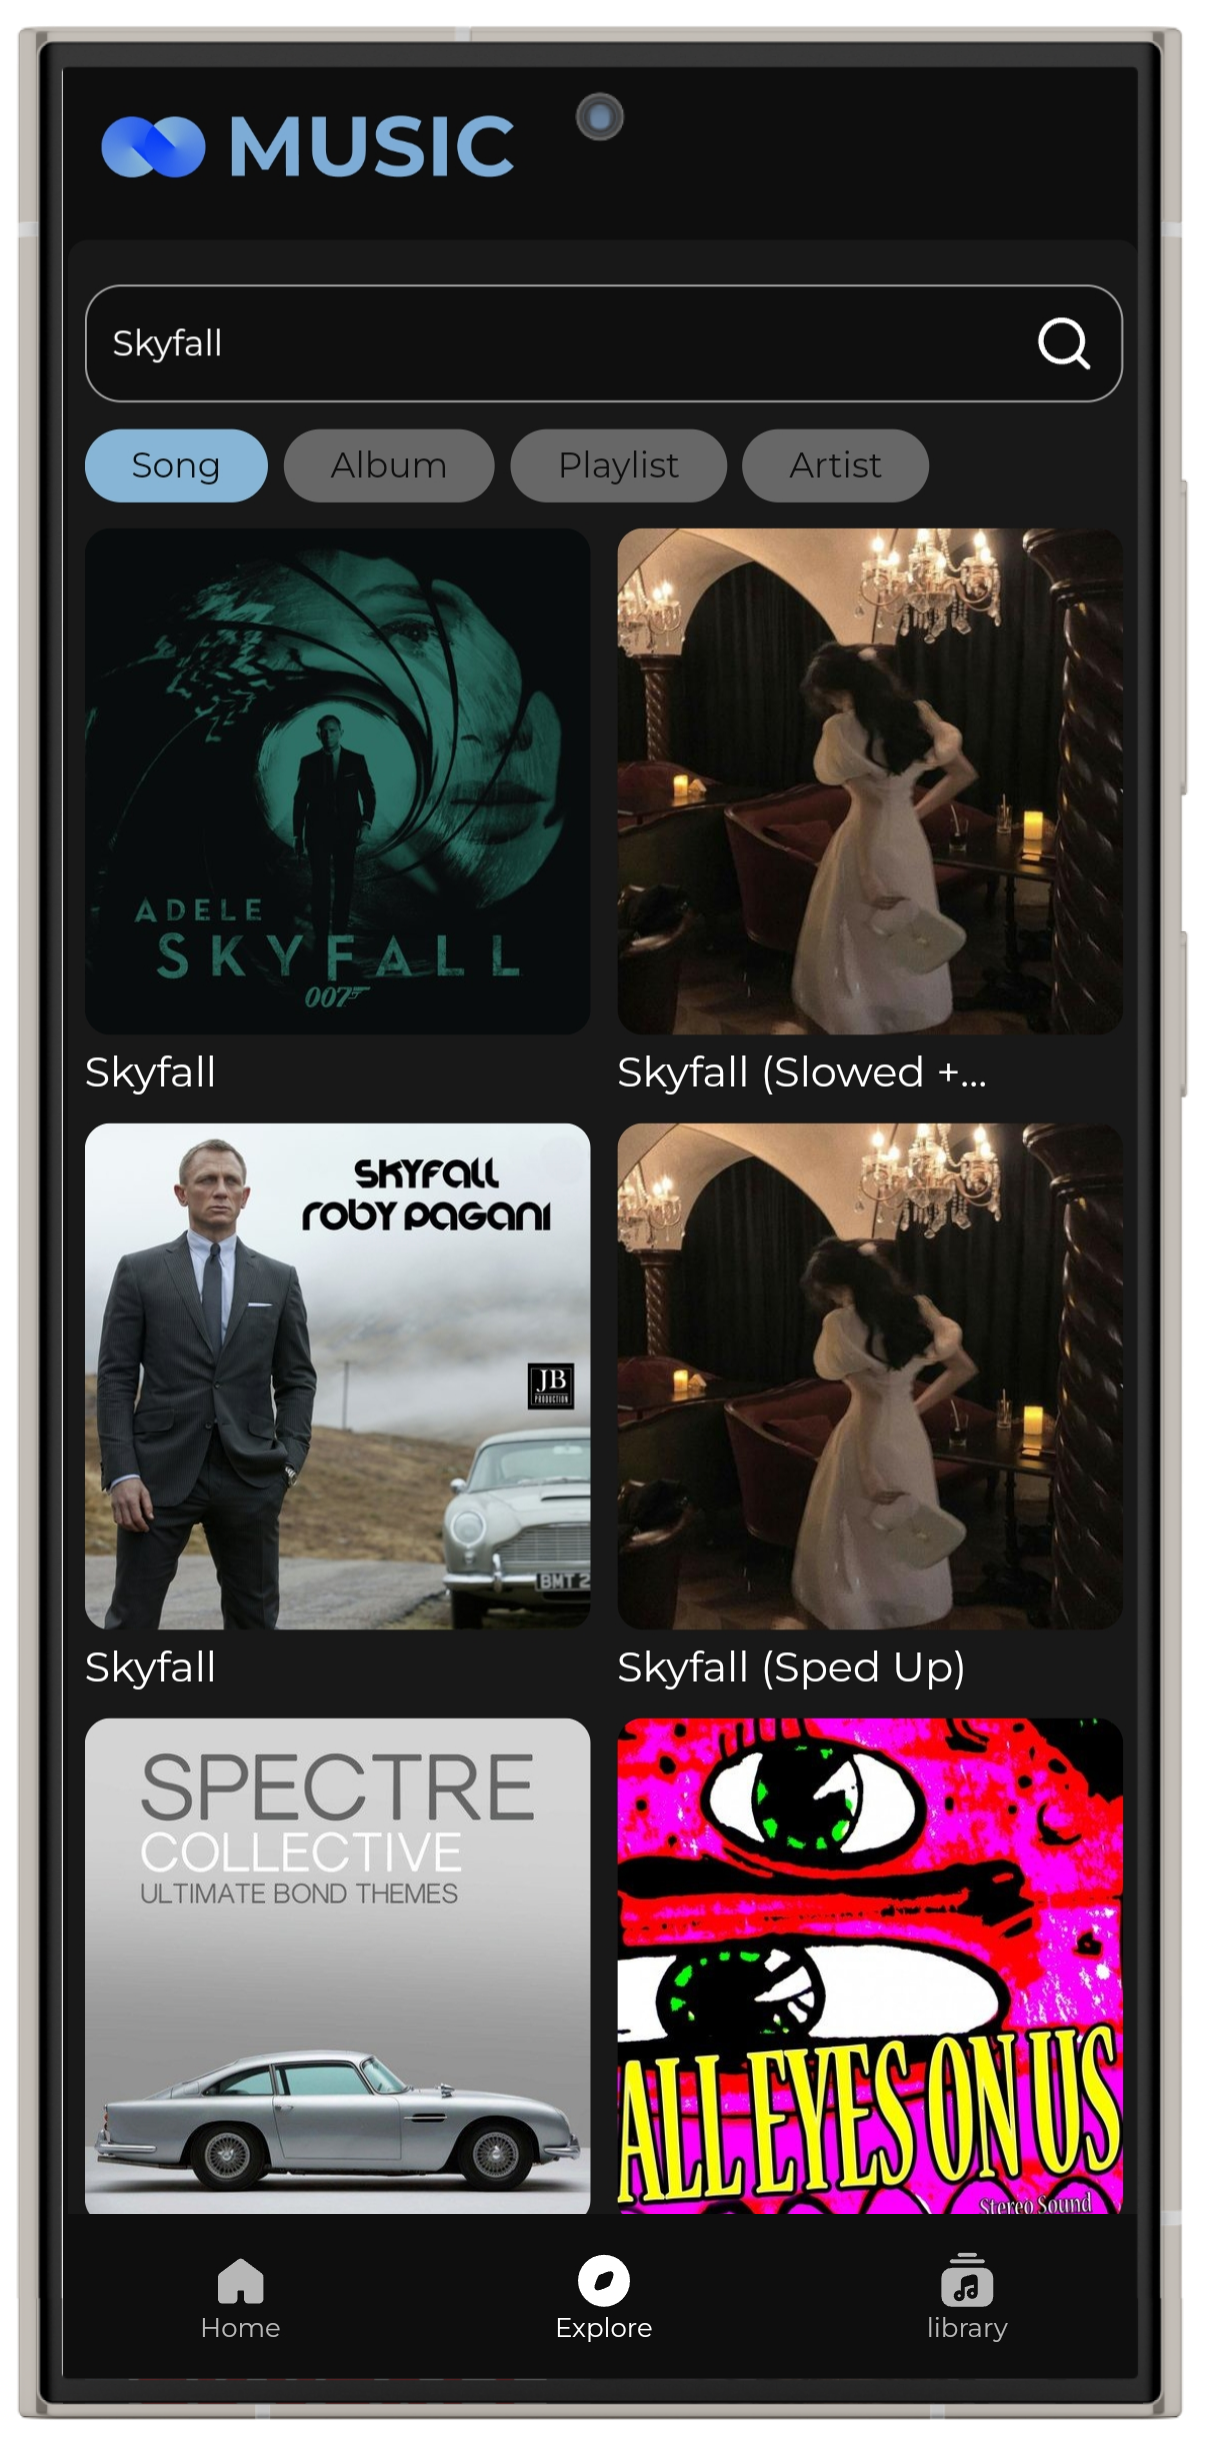 MUSIC
Skyfall
Song
Album
Playlist
Artist
ADELE
SKYFALL
007
Skyfall
Skyfall (Slowed +...
SKYFALL
ROBY PAGANI
JB
PRODUCTION
BMT 2
Skyfall
Skyfall (Sped Up)
SPECTRE
COLLECTIVE
ULTIMATE BOND THEMES
ALL EYES ON US
Stereo Sound
Home
Explore
library